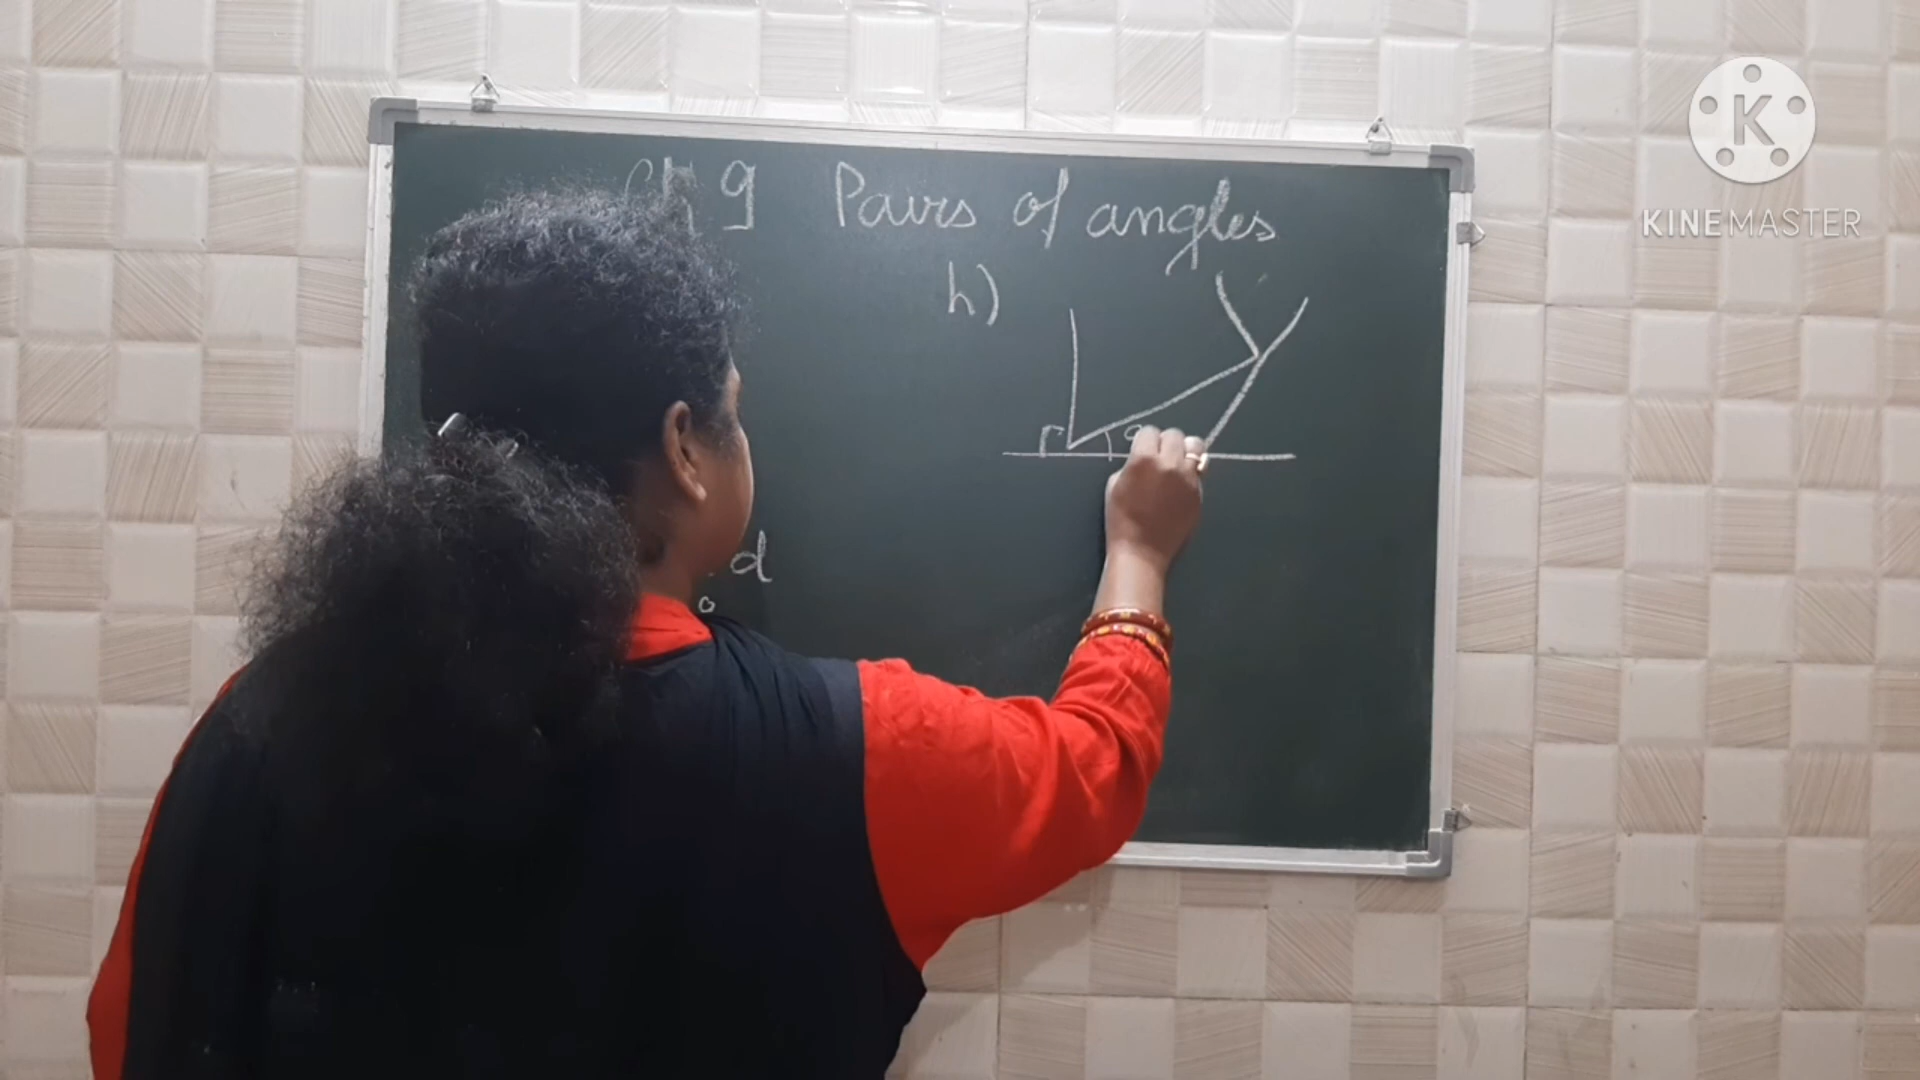 Ch 9 Pairs of angles
h)
a
d
K
KINEMASTER